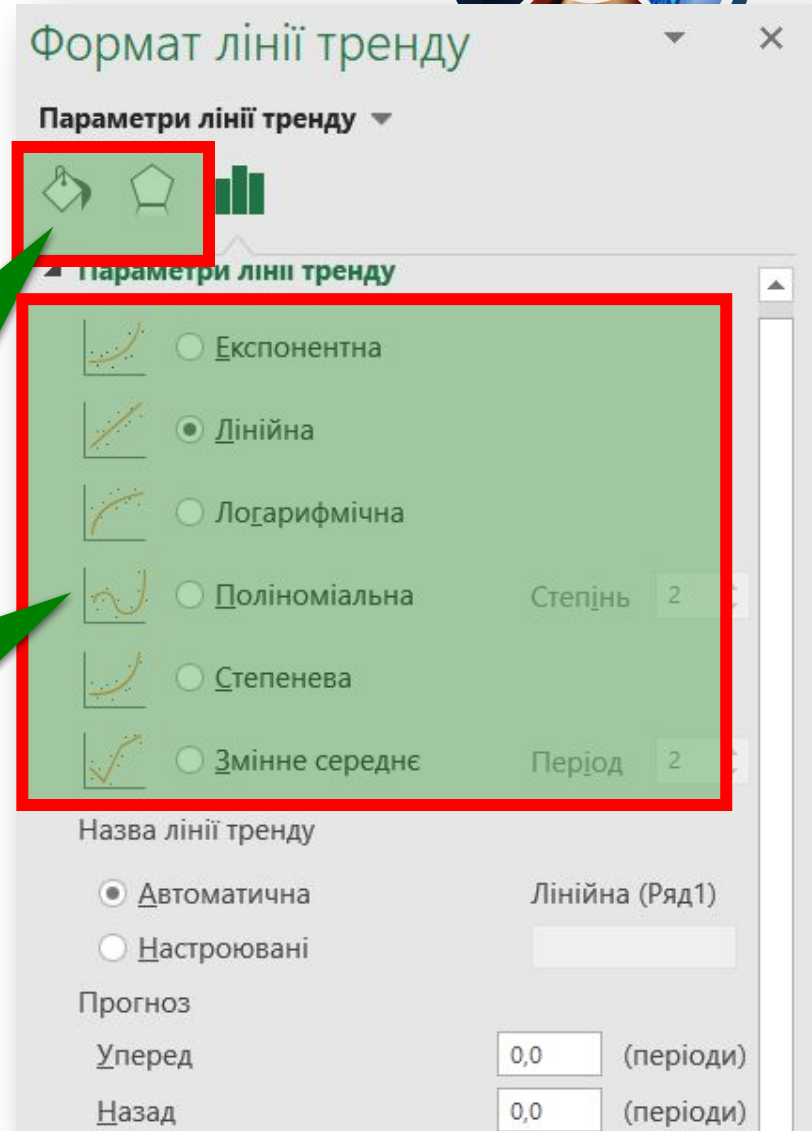 Формат лінії тренду
Параметри лінії тренду
Параметри лінії тренду
Експонентна
Лінійна
Логарифмічна
Поліноміальна Степінь 2
Степенева
Змінне середнє Період 2
Назва лінії тренду
Автоматична Лінійна (Ряд1)
Настроювані
Прогноз
Уперед 0,0 (періоди)
Назад 0,0 (періоди)